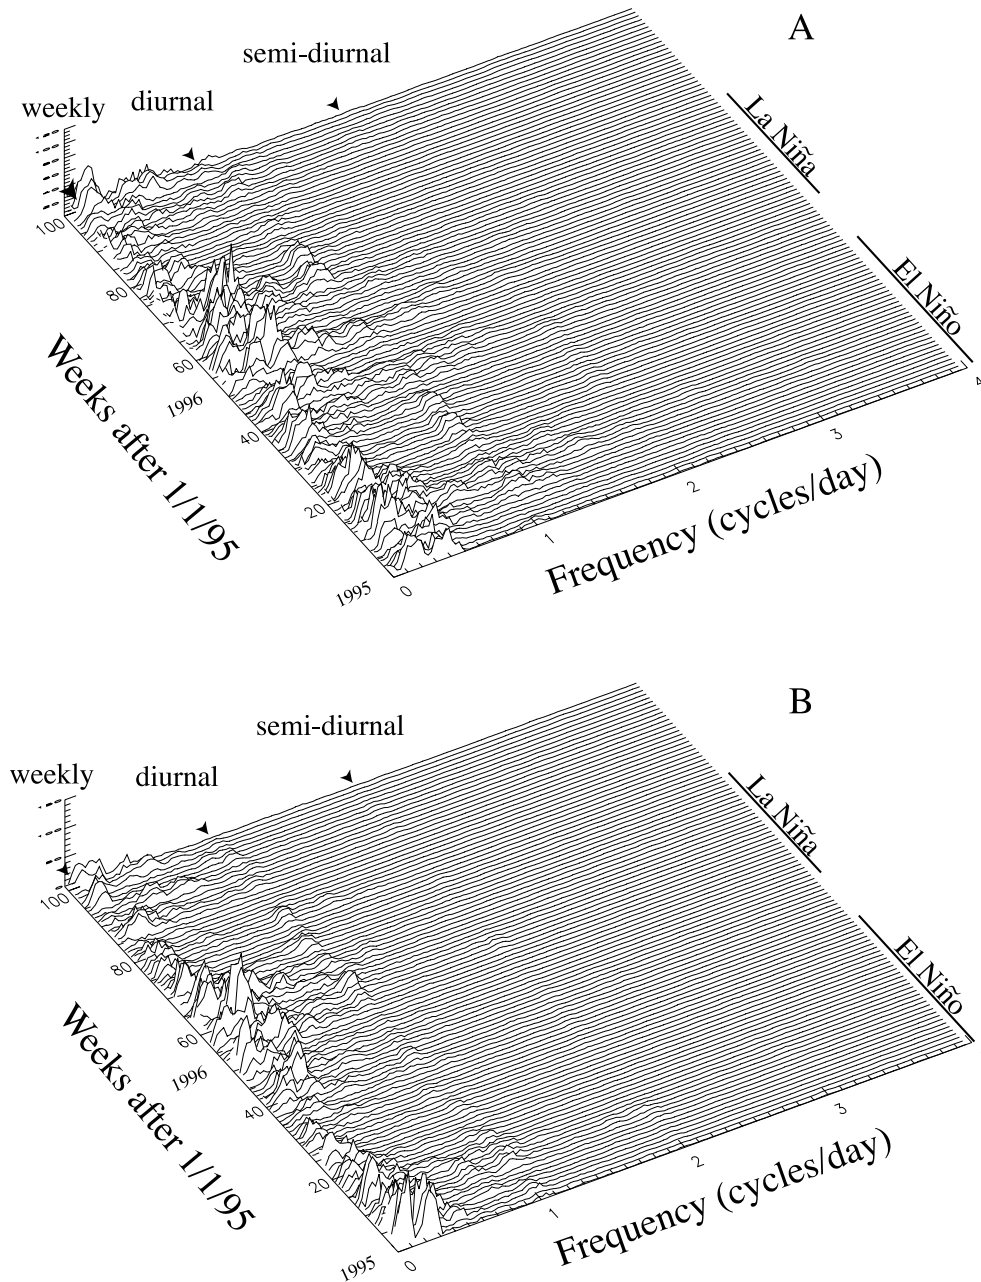 A
semi-diurnal
diurnal
weekly
La Niña
El Niño
100
80
60
1996
40
20
1995
Weeks after 1/1/95
0
1
2
3
4
Frequency (cycles/day)
B
semi-diurnal
diurnal
weekly
La Niña
El Niño
100
80
60
1996
40
20
1995
Weeks after 1/1/95
0
1
2
3
Frequency (cycles/day)